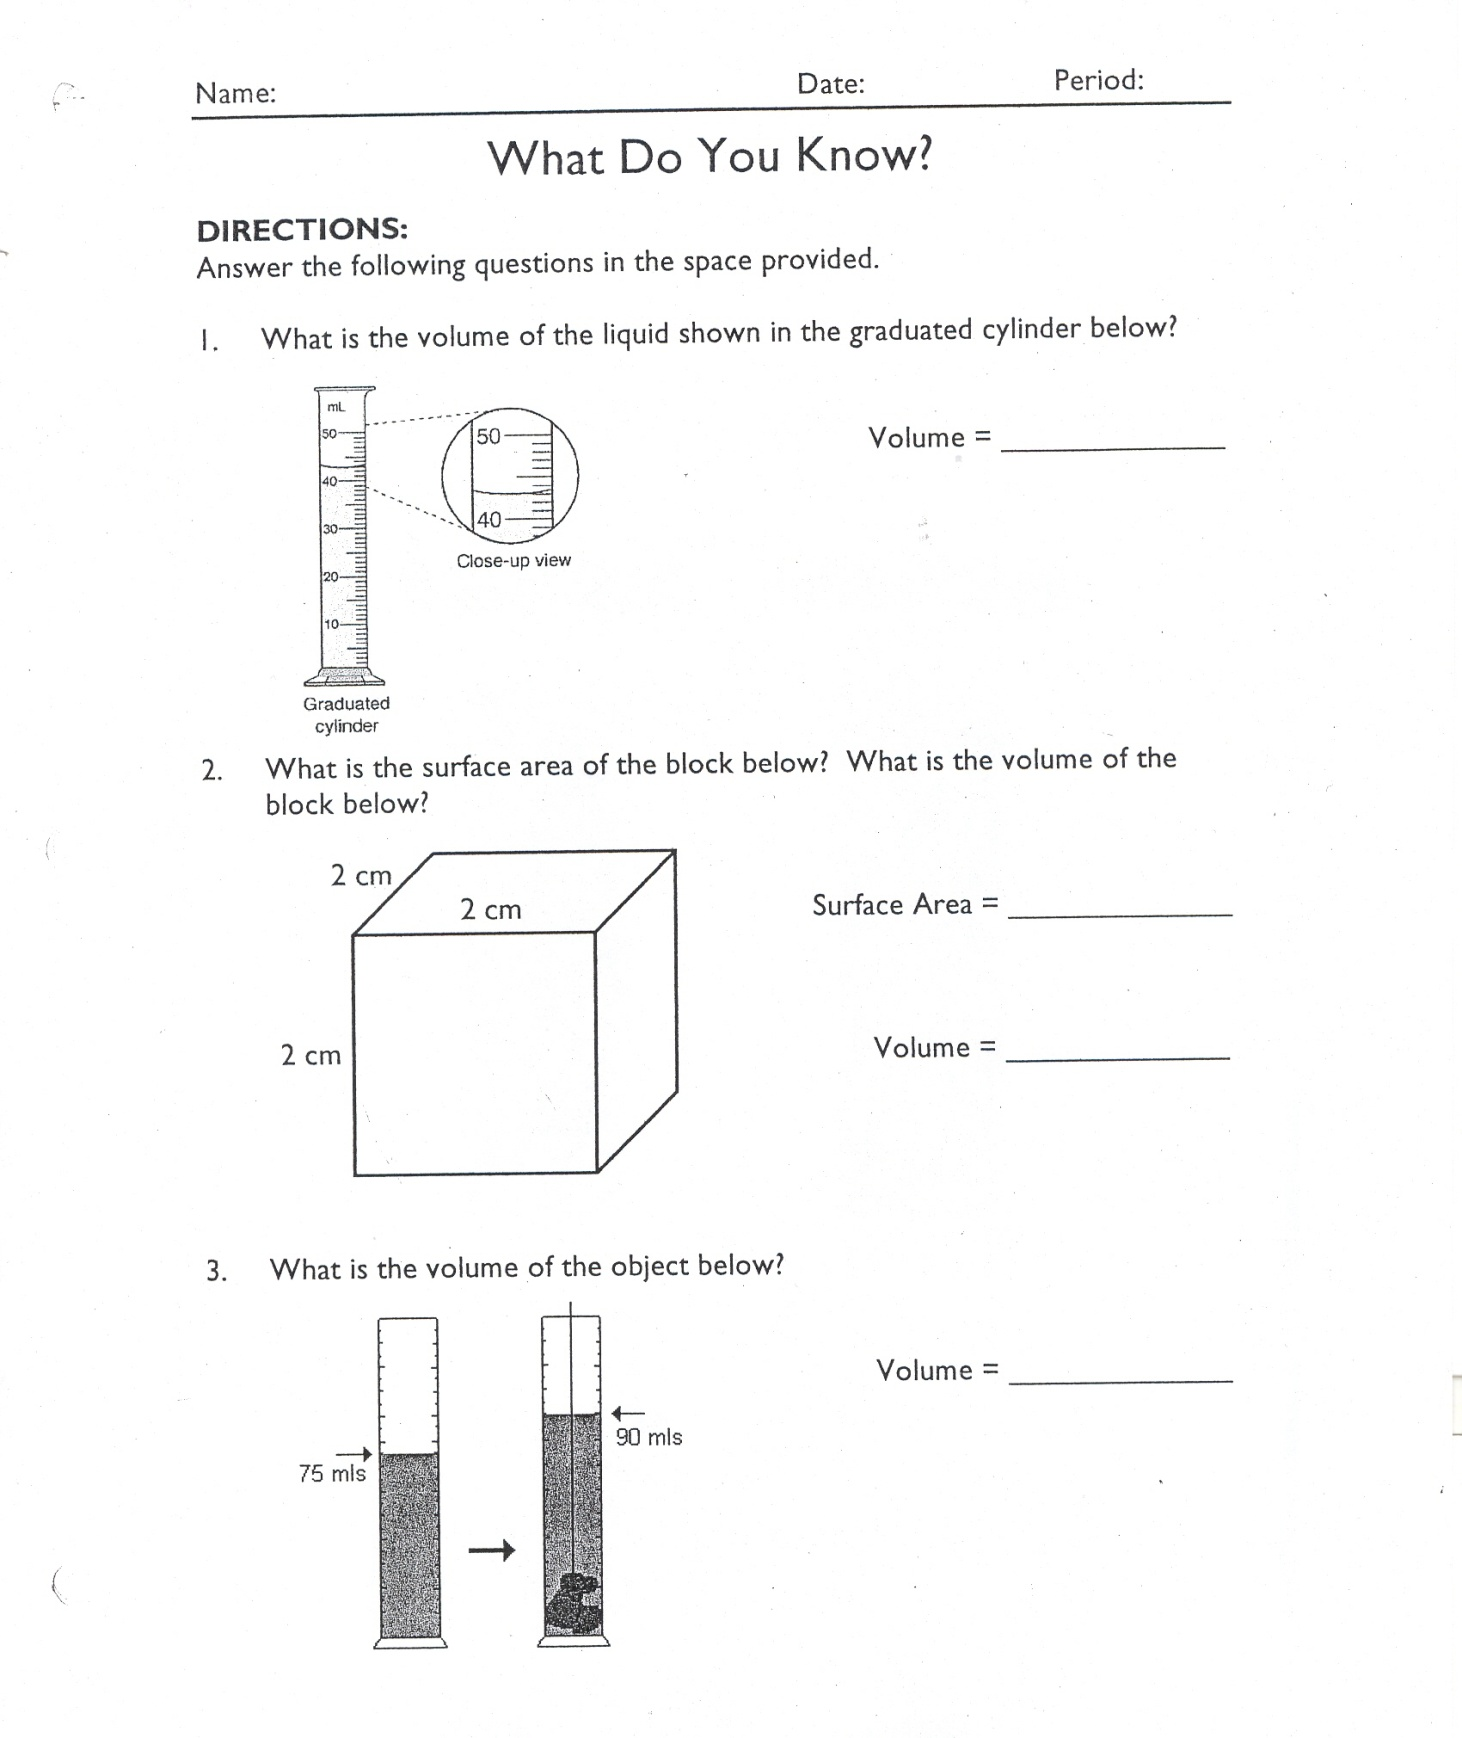 Name: Date: Period:
What Do You Know?
DIRECTIONS:
Answer the following questions in the space provided.
1. What is the volume of the liquid shown in the graduated cylinder below?
mL
50
40
30
20
10
50
40
Close-up view
Graduated
cylinder
Volume =
2. What is the surface area of the block below? What is the volume of the
block below?
2 cm
2 cm
2 cm
Surface Area =
Volume =
3. What is the volume of the object below?
75 mls
90 mls
Volume =